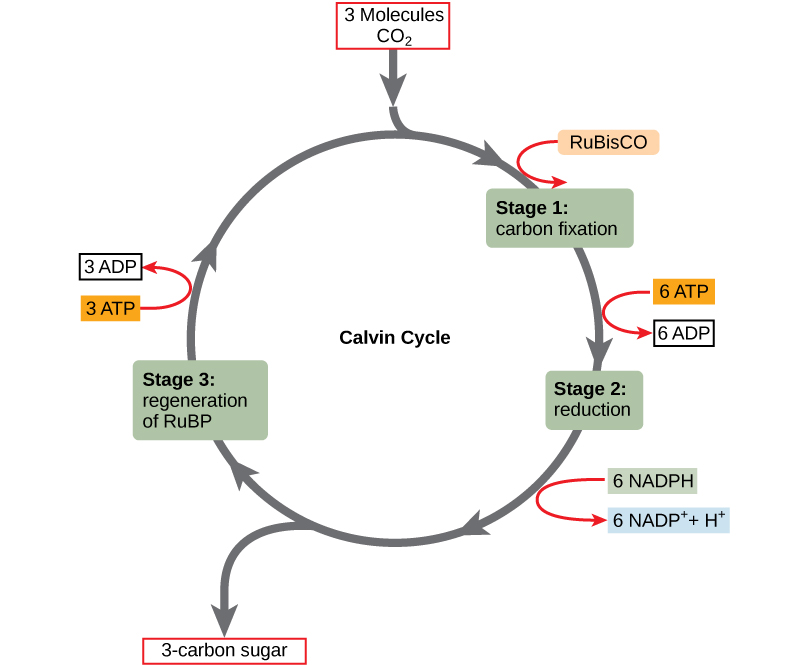 3 Molecules
CO₂
RuBisCO
Stage 1:
carbon fixation
6 ATP
6 ADP
Stage 2:
reduction
6 NADPH
6 NADP⁺+ H⁺
3-carbon sugar
Stage 3:
regeneration
of RuBP
3 ATP
3 ADP
Calvin Cycle